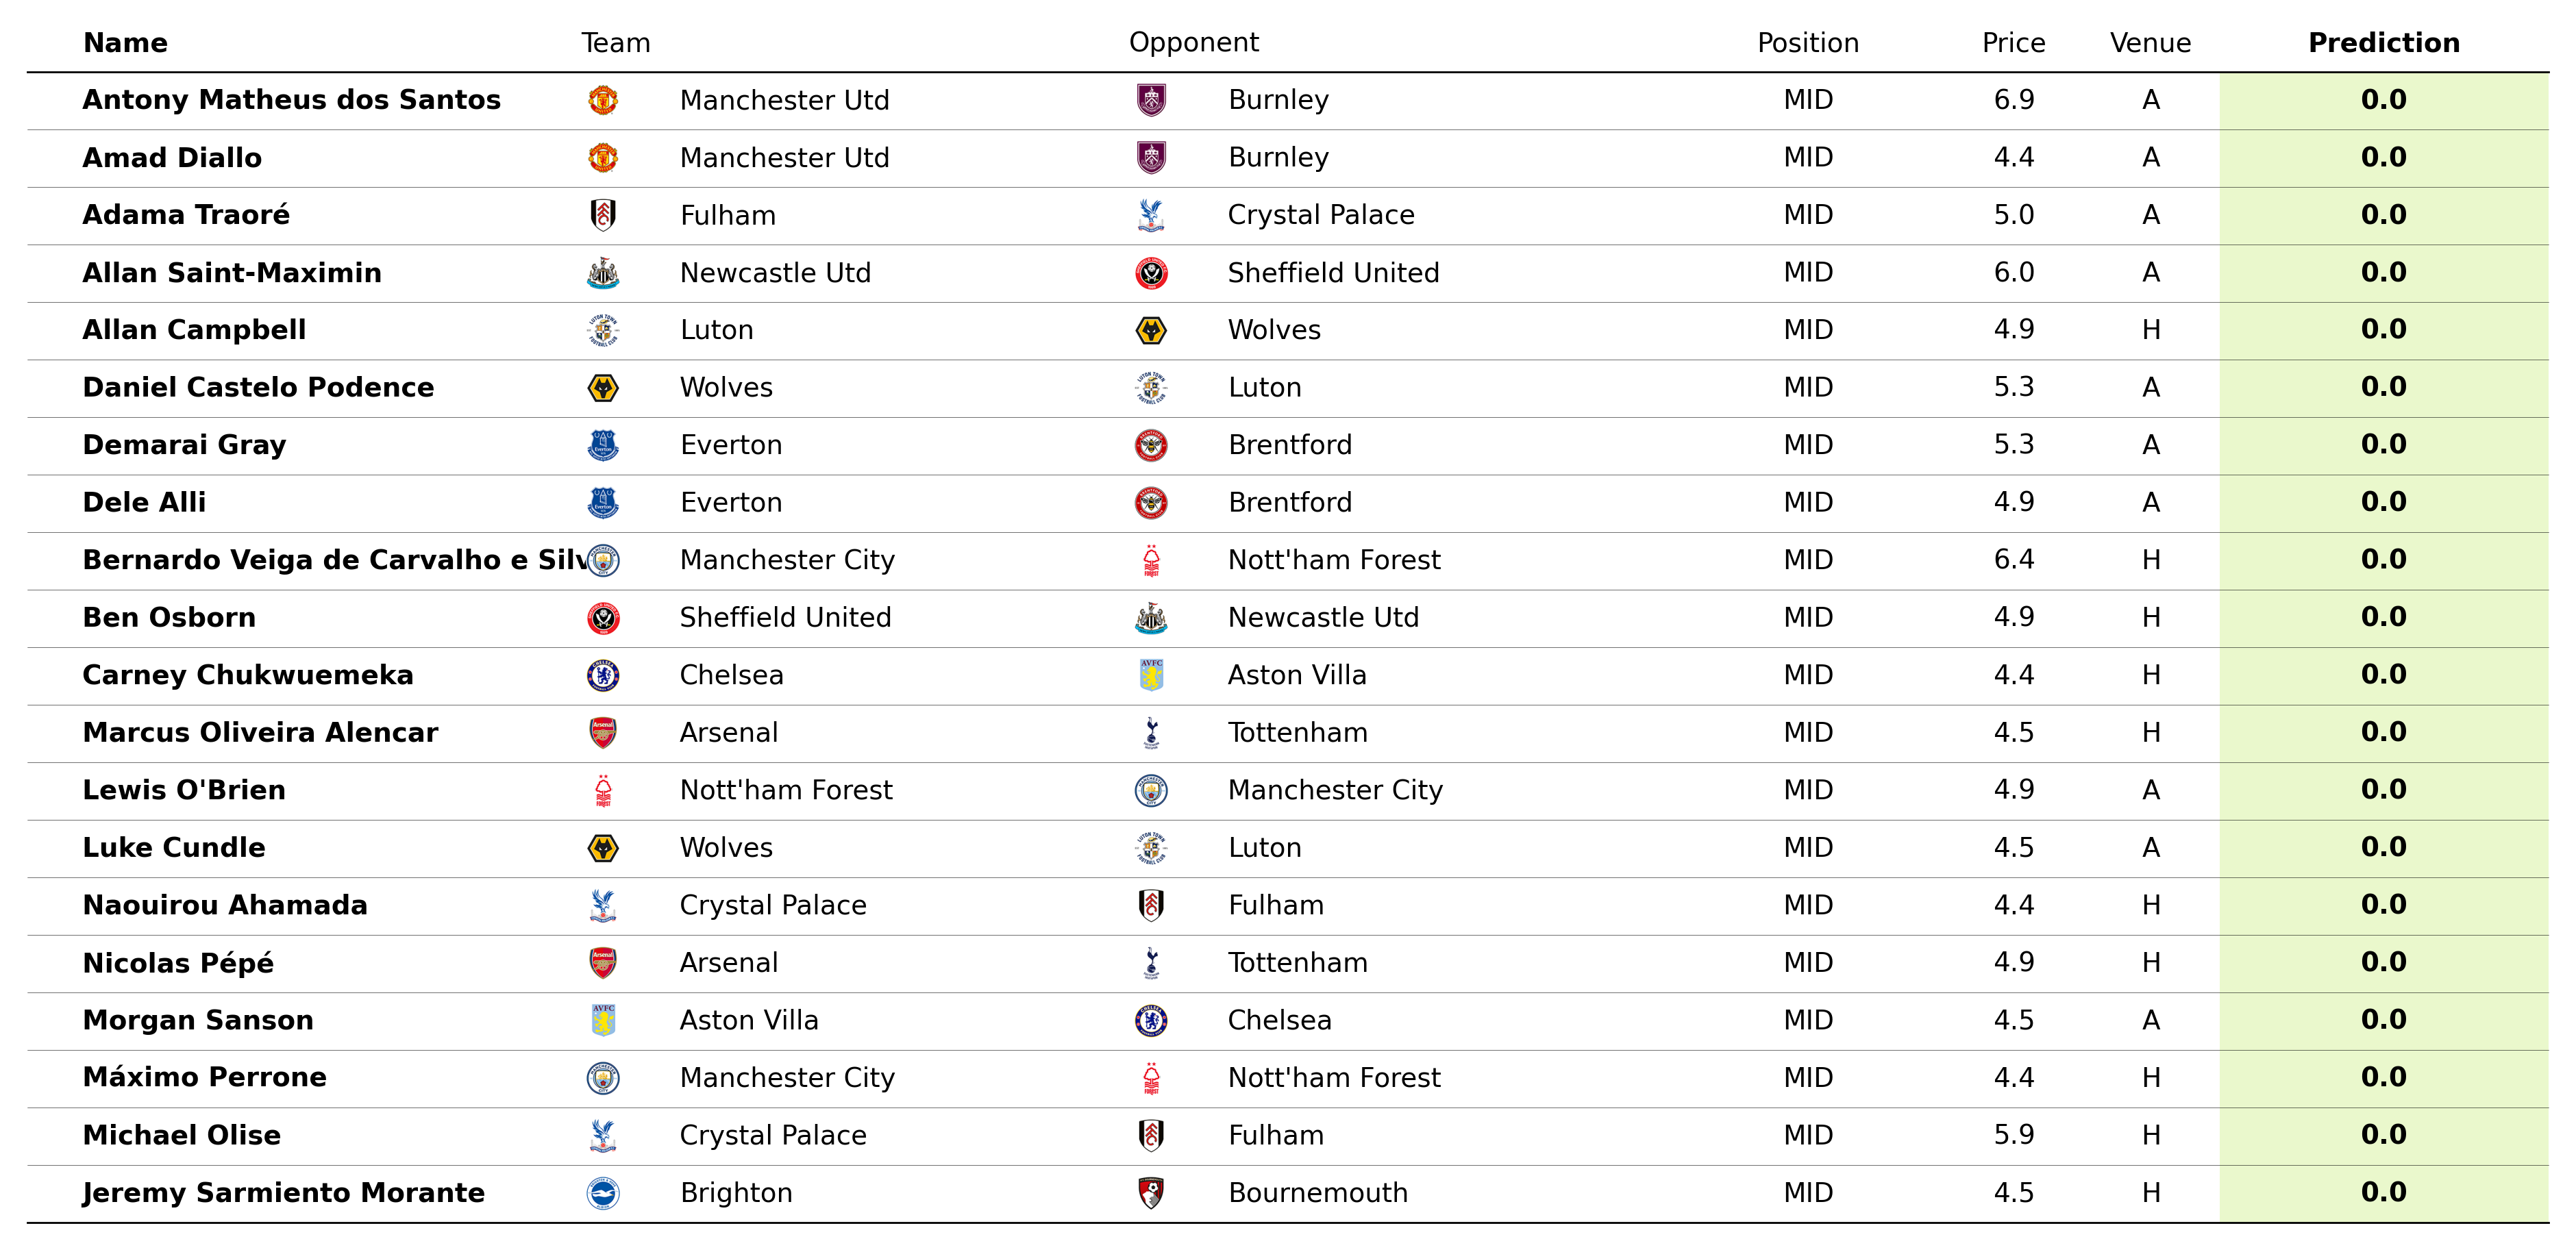 Name Team Opponent Position Price Venue Prediction
Antony Matheus dos Santos Manchester Utd Burnley MID 6.9 A 0.0
Amad Diallo Manchester Utd Burnley MID 4.4 A 0.0
Adama Traoré Fulham Crystal Palace MID 5.0 A 0.0
Allan Saint-Maximin Newcastle Utd Sheffield United MID 6.0 A 0.0
Allan Campbell Luton Wolves MID 4.9 H 0.0
Daniel Castelo Podence Wolves Luton MID 5.3 A 0.0
Demarai Gray Everton Brentford MID 5.3 A 0.0
Dele Alli Everton Brentford MID 4.9 A 0.0
Bernardo Veiga de Carvalho e Silv Manchester City Nott'ham Forest MID 6.4 H 0.0
Ben Osborn Sheffield United Newcastle Utd MID 4.9 H 0.0
Carney Chukwuemeka Chelsea Aston Villa MID 4.4 H 0.0
Marcus Oliveira Alencar Arsenal Tottenham MID 4.5 H 0.0
Lewis O'Brien Nott'ham Forest Manchester City MID 4.9 A 0.0
Luke Cundle Wolves Luton MID 4.5 A 0.0
Naouirou Ahamada Crystal Palace Fulham MID 4.4 H 0.0
Nicolas Pépé Arsenal Tottenham MID 4.9 H 0.0
Morgan Sanson Aston Villa Chelsea MID 4.5 A 0.0
Máximo Perrone Manchester City Nott'ham Forest MID 4.4 H 0.0
Michael Olise Crystal Palace Fulham MID 5.9 H 0.0
Jeremy Sarmiento Morante Brighton Bournemouth MID 4.5 H 0.0